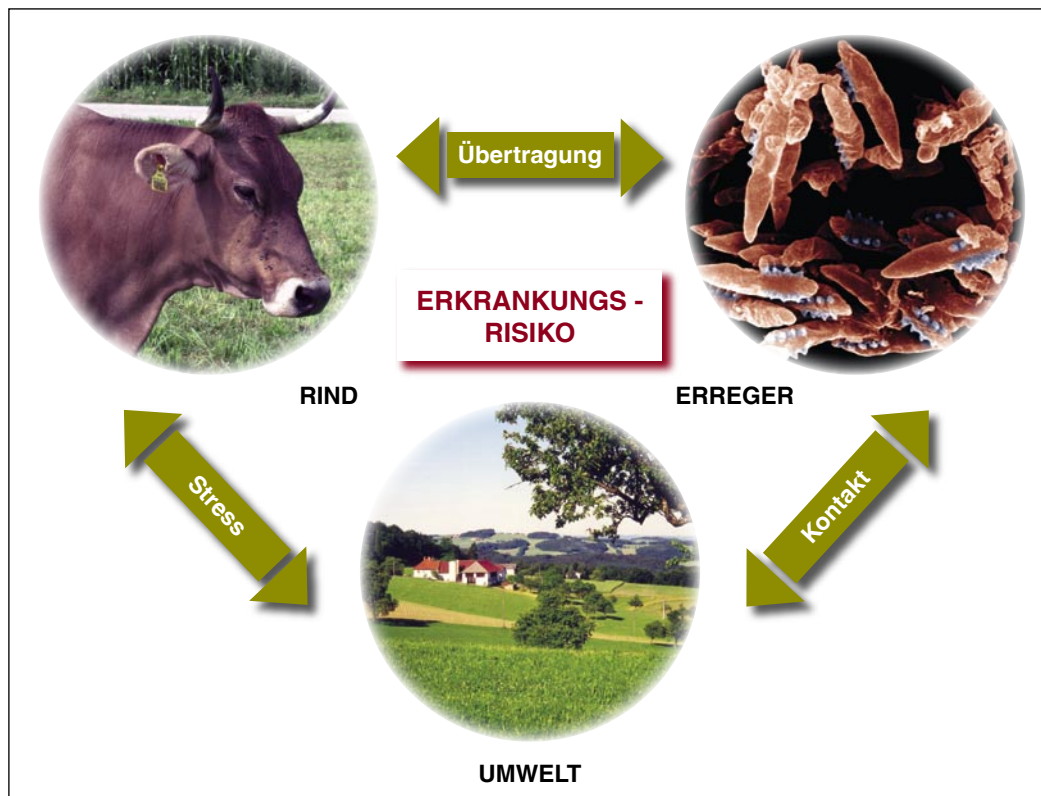 Übertragung
ERKRANKUNGS -
RISIKO
RIND
ERREGER
Stress
Kontakt
UMWELT